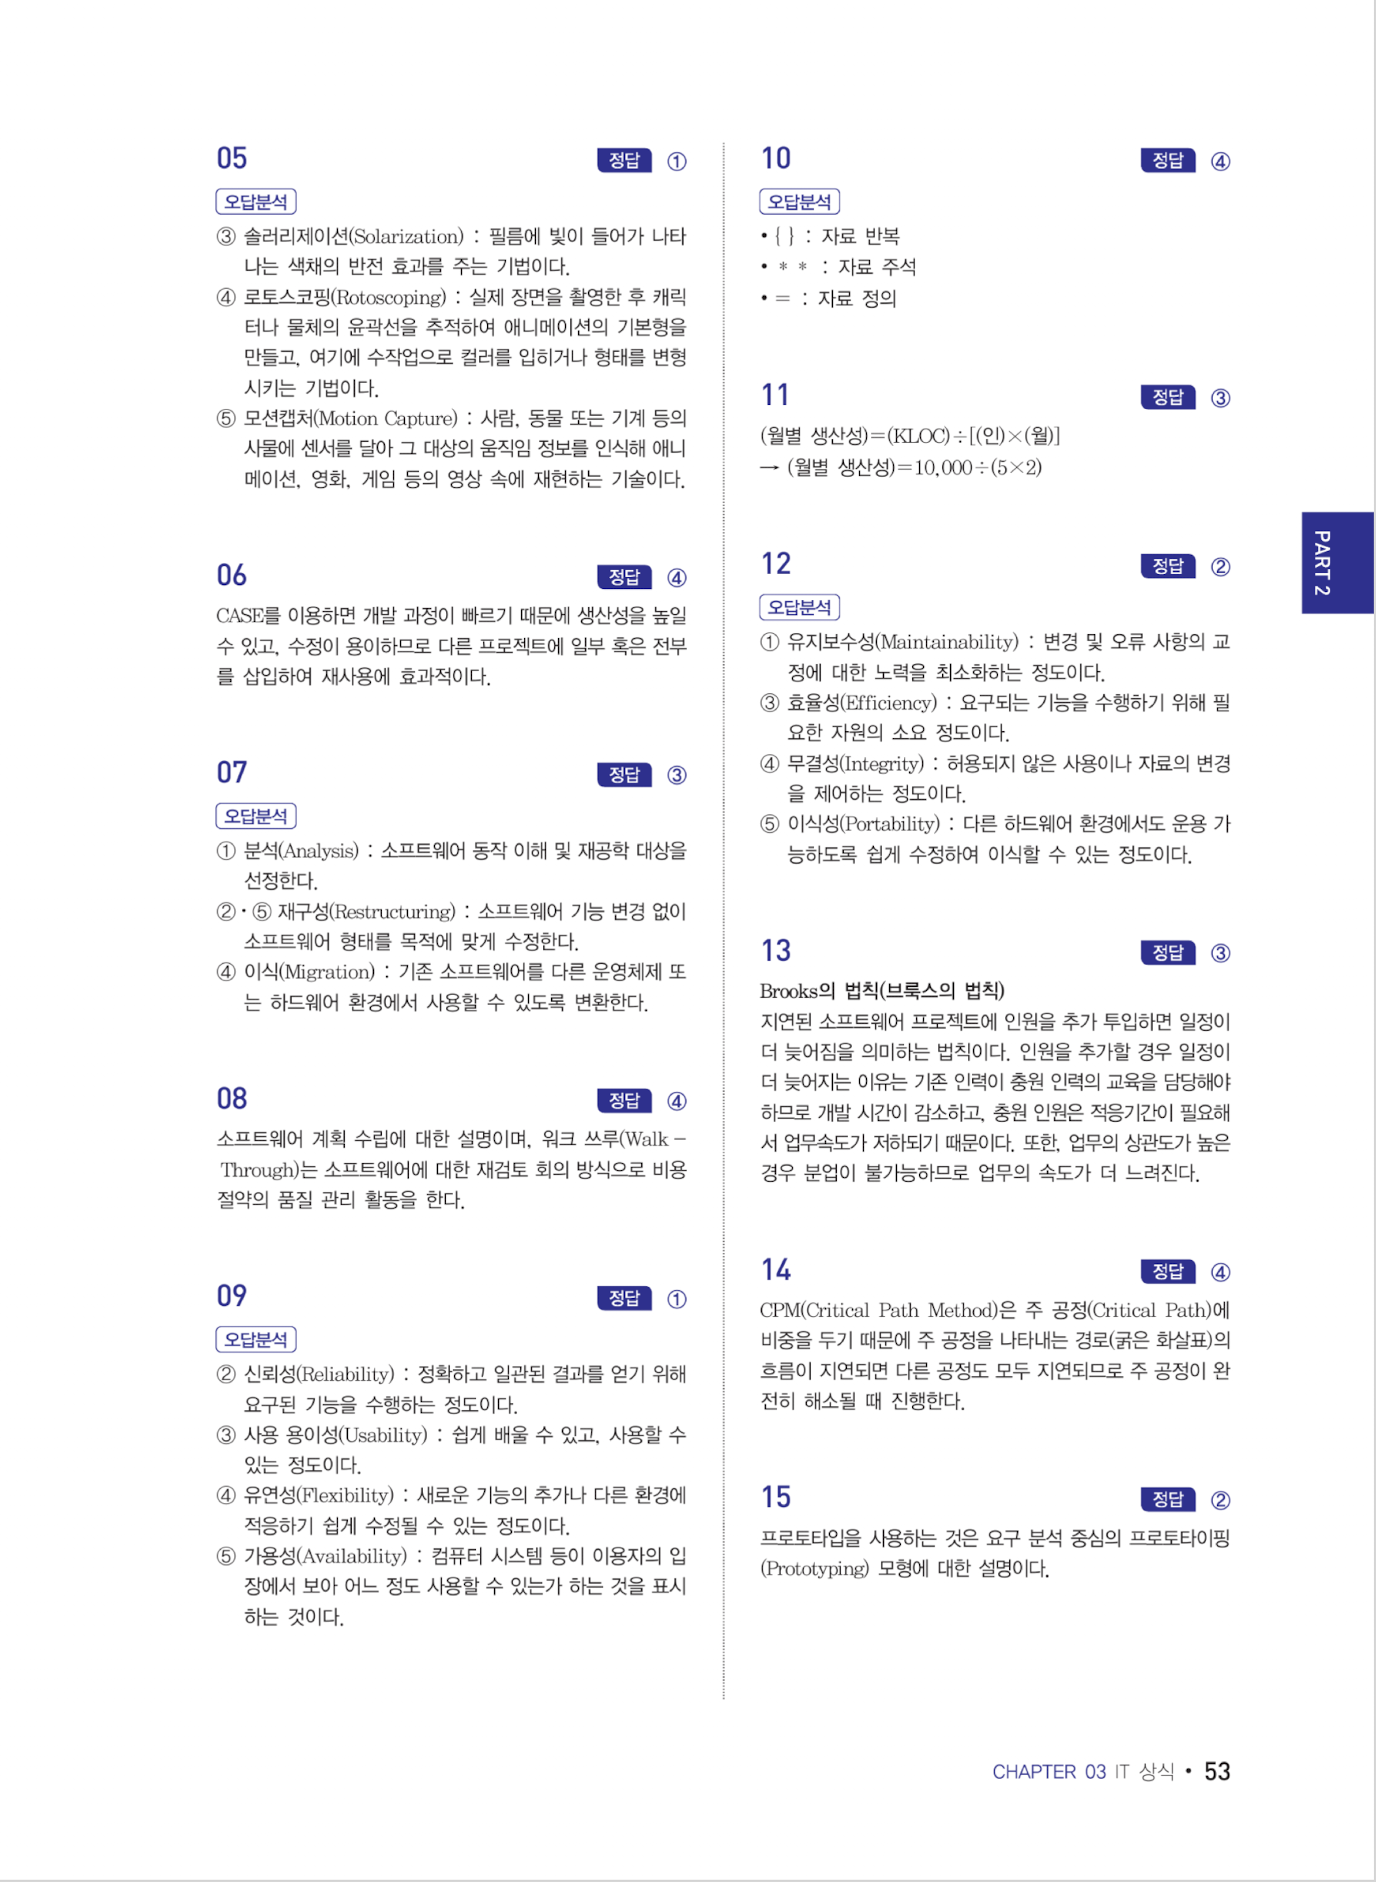 05 정답 ①
오답분석
③ 솔러리제이션(Solarization) : 필름에 빛이 들어가 나타
나는 색채의 반전 효과를 주는 기법이다.
④ 로토스코핑(Rotoscoping) : 실제 장면을 촬영한 후 캐릭
터나 물체의 윤곽선을 추적하여 애니메이션의 기본형을
만들고, 여기에 수작업으로 컬러를 입히거나 형태를 변형
시키는 기법이다.
⑤ 모션캡처(Motion Capture) : 사람, 동물 또는 기계 등의
사물에 센서를 달아 그 대상의 움직임 정보를 인식해 애니
메이션, 영화, 게임 등의 영상 속에 재현하는 기술이다.
06 정답 ④
CASE를 이용하면 개발 과정이 빠르기 때문에 생산성을 높일
수 있고, 수정이 용이하므로 다른 프로젝트에 일부 혹은 전부
를 삽입하여 재사용에 효과적이다.
07 정답 ③
오답분석
① 분석(Analysis) : 소프트웨어 동작 이해 및 재공학 대상을
선정한다.
②·⑤ 재구성(Restructuring) : 소프트웨어 기능 변경 없이
소프트웨어 형태를 목적에 맞게 수정한다.
④ 이식(Migration) : 기존 소프트웨어를 다른 운영체제 또
는 하드웨어 환경에서 사용할 수 있도록 변환한다.
08 정답 ④
소프트웨어 계획 수립에 대한 설명이며, 워크 쓰루(Walk –
Through)는 소프트웨어에 대한 재검토 회의 방식으로 비용
절약의 품질 관리 활동을 한다.
09 정답 ①
오답분석
② 신뢰성(Reliability) : 정확하고 일관된 결과를 얻기 위해
요구된 기능을 수행하는 정도이다.
③ 사용 용이성(Usability) : 쉽게 배울 수 있고, 사용할 수
있는 정도이다.
④ 유연성(Flexibility) : 새로운 기능의 추가나 다른 환경에
적응하기 쉽게 수정될 수 있는 정도이다.
⑤ 가용성(Availability) : 컴퓨터 시스템 등이 이용자의 입
장에서 보아 어느 정도 사용할 수 있는가 하는 것을 표시
하는 것이다.
10 정답 ④
오답분석
• { } : 자료 반복
• * * : 자료 주석
• = : 자료 정의
11 정답 ③
(월별 생산성)=(KLOC)÷[(인)×(월)]
→ (월별 생산성)=10,000÷(5×2)
12 정답 ②
오답분석
① 유지보수성(Maintainability) : 변경 및 오류 사항의 교
정에 대한 노력을 최소화하는 정도이다.
③ 효율성(Efficiency) : 요구되는 기능을 수행하기 위해 필
요한 자원의 소요 정도이다.
④ 무결성(Integrity) : 허용되지 않은 사용이나 자료의 변경
을 제어하는 정도이다.
⑤ 이식성(Portability) : 다른 하드웨어 환경에서도 운용 가
능하도록 쉽게 수정하여 이식할 수 있는 정도이다.
13 정답 ③
Brooks의 법칙(브룩스의 법칙)
지연된 소프트웨어 프로젝트에 인원을 추가 투입하면 일정이
더 늦어짐을 의미하는 법칙이다. 인원을 추가할 경우 일정이
더 늦어지는 이유는 기존 인력이 충원 인력의 교육을 담당해야
하므로 개발 시간이 감소하고, 충원 인원은 적응기간이 필요해
서 업무속도가 저하되기 때문이다. 또한, 업무의 상관도가 높은
경우 분업이 불가능하므로 업무의 속도가 더 느려진다.
14 정답 ④
CPM(Critical Path Method)은 주 공정(Critical Path)에
비중을 두기 때문에 주 공정을 나타내는 경로(굵은 화살표)의
흐름이 지연되면 다른 공정도 모두 지연되므로 주 공정이 완
전히 해소될 때 진행한다.
15 정답 ②
프로토타입을 사용하는 것은 요구 분석 중심의 프로토타이핑
(Prototyping) 모형에 대한 설명이다.
PART 2
CHAPTER 03 IT 상식 • 53